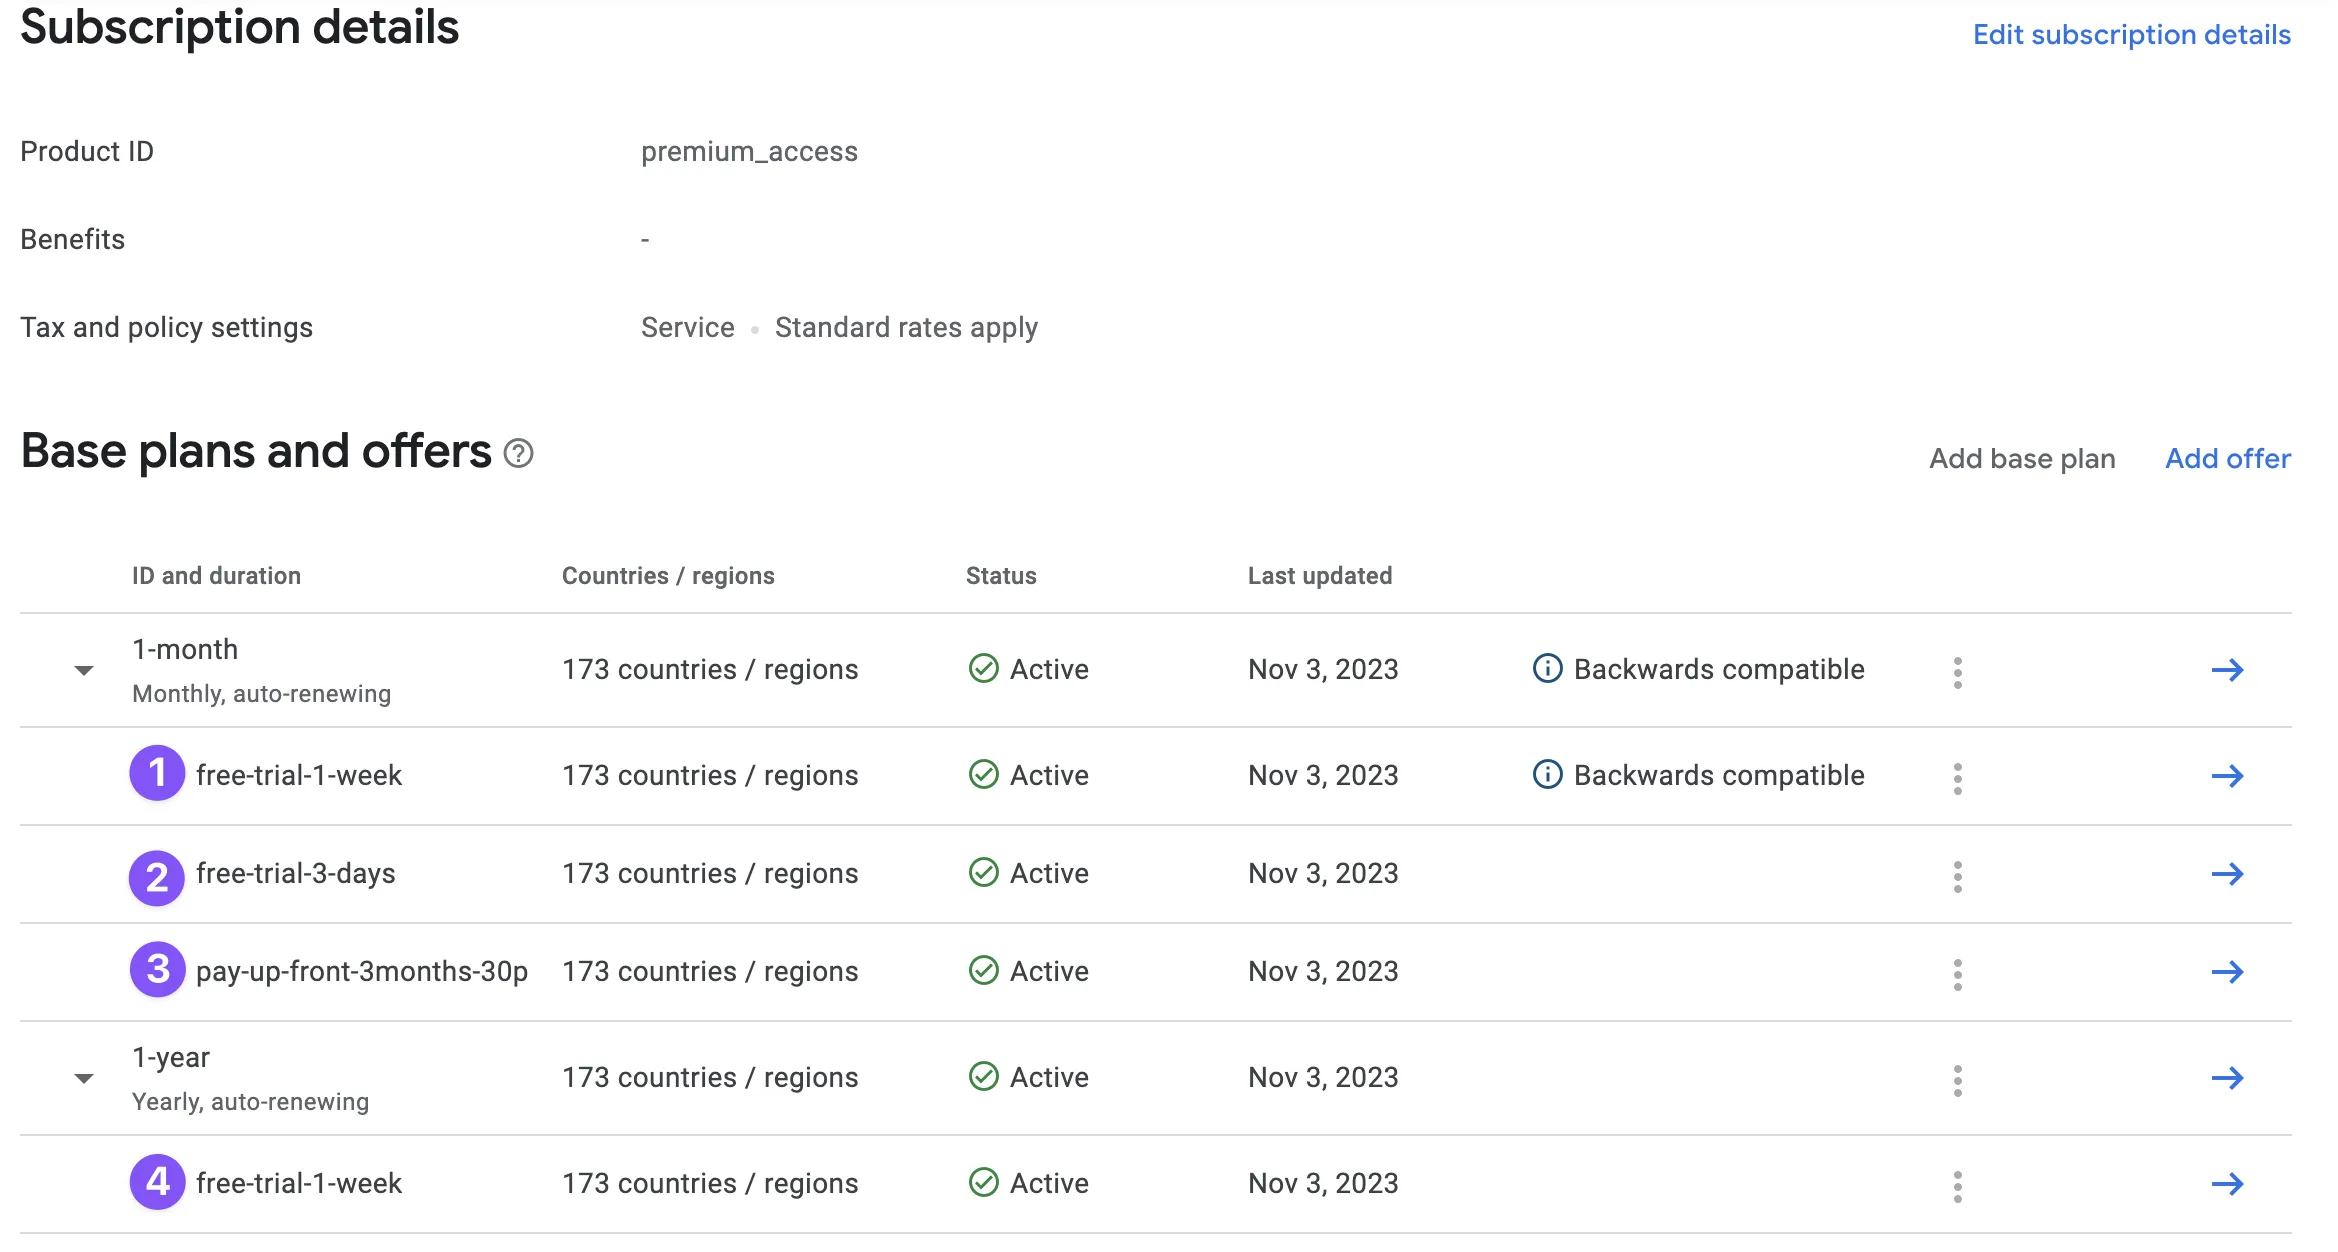 Subscription details
Edit subscription details
Product ID
premium_access
Benefits
-
Tax and policy settings
Service • Standard rates apply
Base plans and offers ?
Add base plan
Add offer
ID and duration
Countries / regions
Status
Last updated
1-month
Monthly, auto-renewing
173 countries / regions
Active
Nov 3, 2023
Backwards compatible
1 free-trial-1-week
173 countries / regions
Active
Nov 3, 2023
Backwards compatible
2 free-trial-3-days
173 countries / regions
Active
Nov 3, 2023
3 pay-up-front-3months-30p
173 countries / regions
Active
Nov 3, 2023
1-year
Yearly, auto-renewing
173 countries / regions
Active
Nov 3, 2023
4 free-trial-1-week
173 countries / regions
Active
Nov 3, 2023